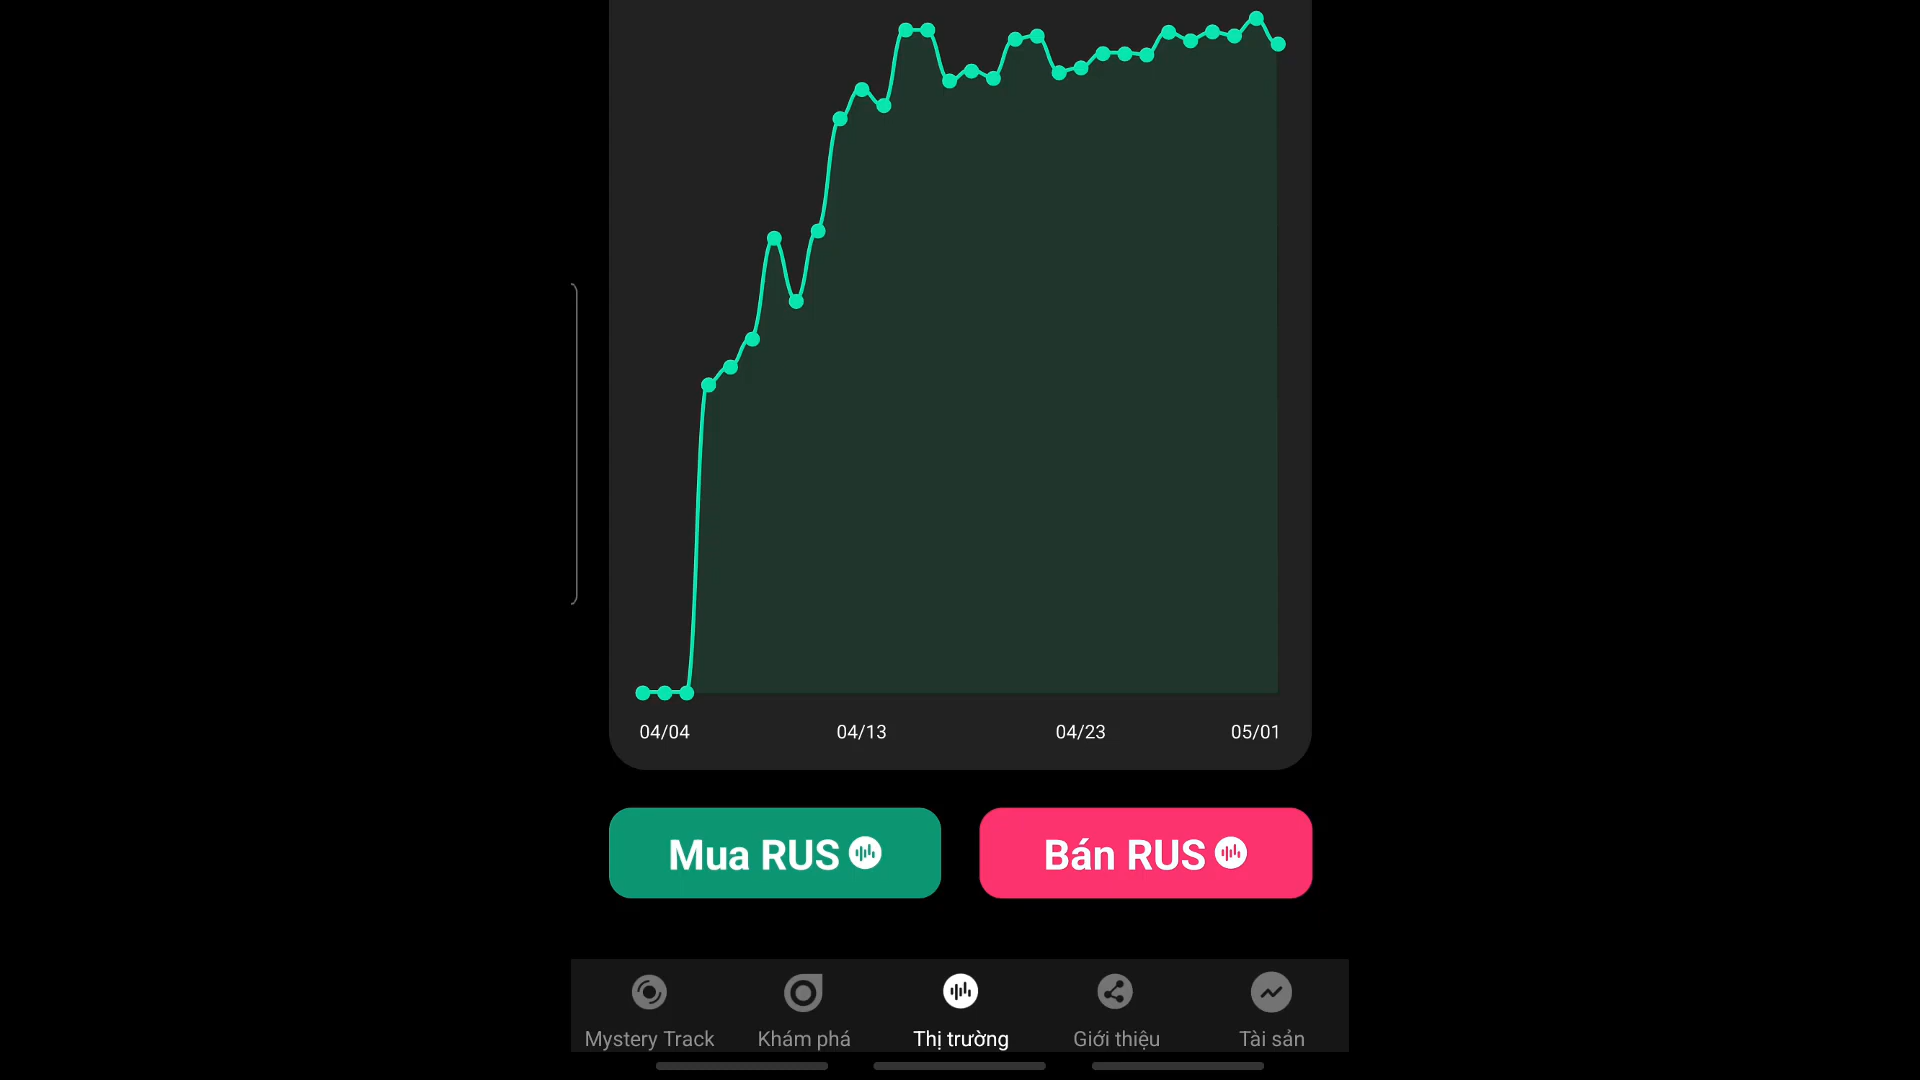 04/04 04/13 04/23 05/01
Mua RUS Bán RUS
Mystery Track Khám phá Thị trường Giới thiệu Tài sản